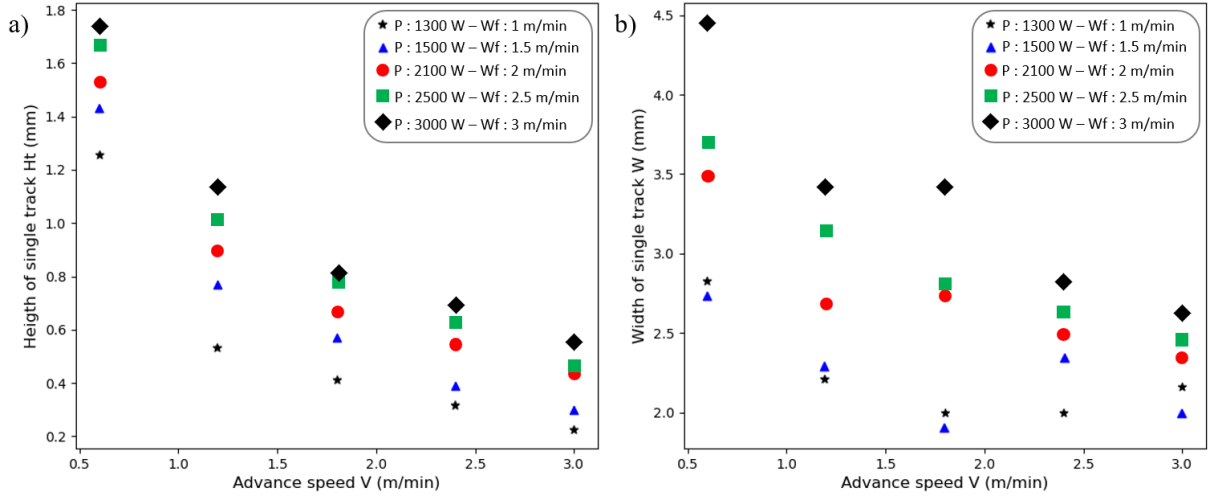 a)
Heigth of single track Ht (mm)
1.8
1.6
1.4
1.2
1.0
0.8
0.6
0.4
0.2
P : 1300 W – Wf : 1 m/min
P : 1500 W – Wf : 1.5 m/min
P : 2100 W – Wf : 2 m/min
P : 2500 W – Wf : 2.5 m/min
P : 3000 W – Wf : 3 m/min
0.5 1.0 1.5 2.0 2.5 3.0
Advance speed V (m/min)
b)
Width of single track W (mm)
4.5
4.0
3.5
3.0
2.5
2.0
P : 1300 W – Wf : 1 m/min
P : 1500 W – Wf : 1.5 m/min
P : 2100 W – Wf : 2 m/min
P : 2500 W – Wf : 2.5 m/min
P : 3000 W – Wf : 3 m/min
0.5 1.0 1.5 2.0 2.5 3.0
Advance speed V (m/min)